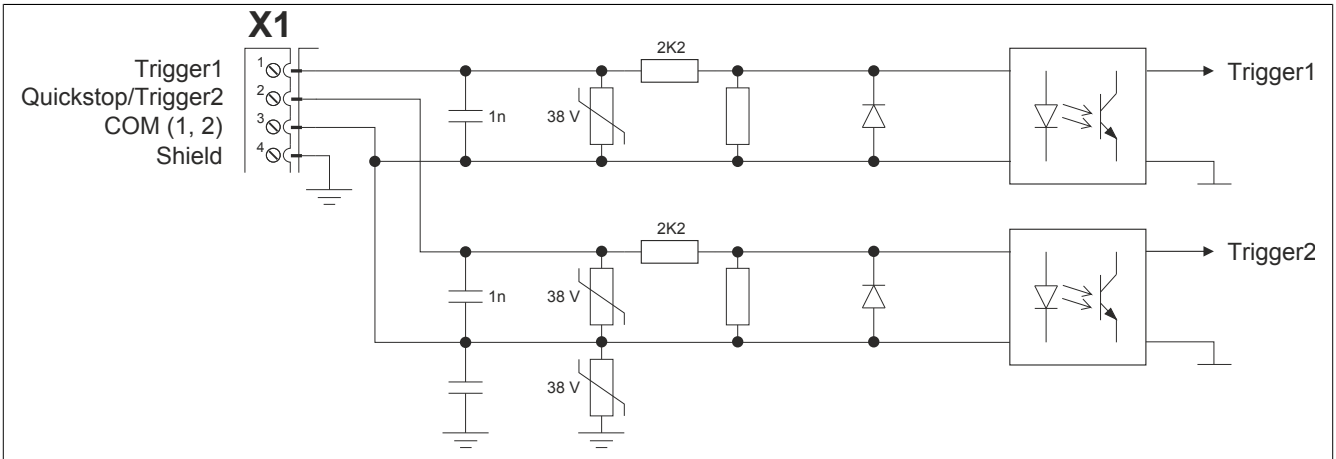 X1
Trigger1
Quickstop/Trigger2
COM (1, 2)
Shield
1
2
3
4
2K2
1n
38 V
Trigger1
2K2
1n
38 V
38 V
Trigger2